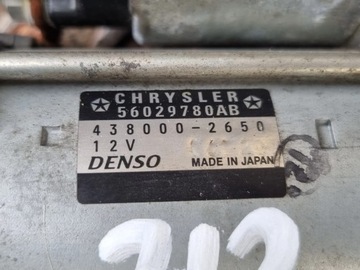 CHRYSLER
56029780AB
438000-2650
12V
DENSO MADE IN JAPAN